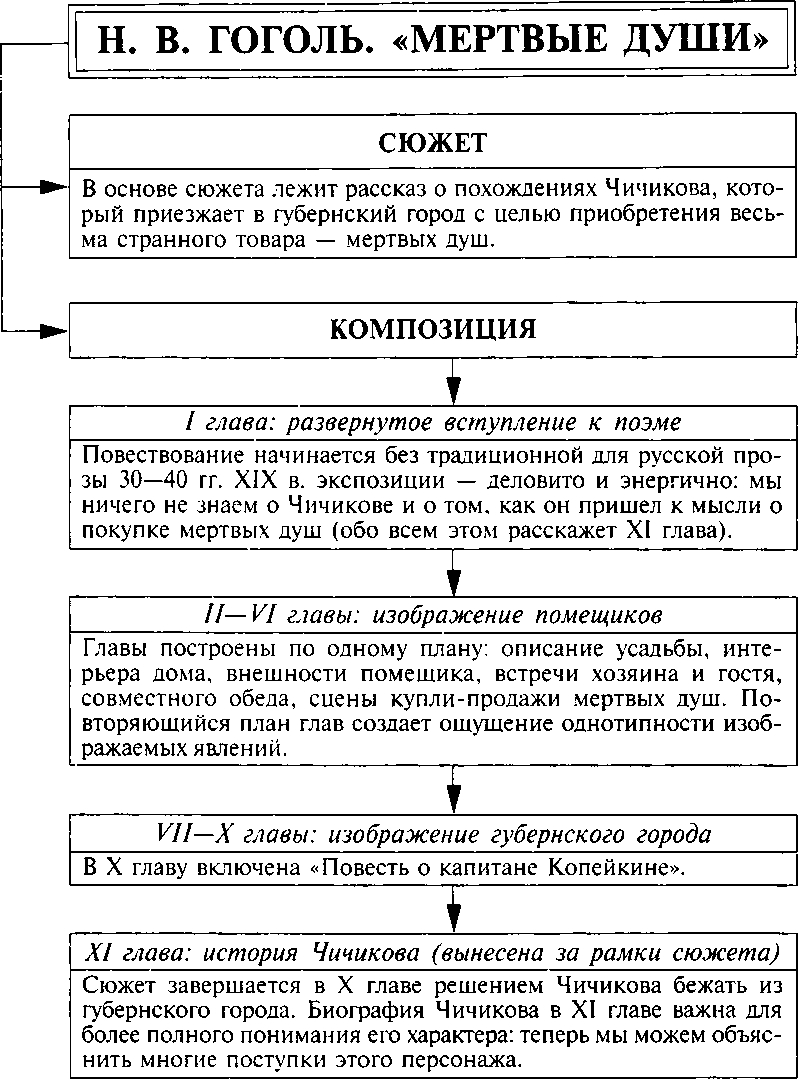 Н. В. ГОГОЛЬ. «МЕРТВЫЕ ДУШИ»
СЮЖЕТ
В основе сюжета лежит рассказ о похождениях Чичикова, кото-
рый приезжает в губернский город с целью приобретения весь-
ма странного товара — мертвых душ.
КОМПОЗИЦИЯ
I глава: развернутое вступление к поэме
Повествование начинается без традиционной для русской про-
зы 30—40 гг. XIX в. экспозиции — деловито и энергично: мы
ничего не знаем о Чичикове и о том, как он пришел к мысли о
покупке мертвых душ (обо всем этом расскажет XI глава).
II—VI главы: изображение помещиков
Главы построены по одному плану: описание усадьбы, инте-
рьера дома, внешности помещика, встречи хозяина и гостя,
совместного обеда, сцены купли-продажи мертвых душ. По-
вторяющийся план глав создает ощущение однотипности изоб-
ражаемых явлений.
VII—X главы: изображение губернского города
В X главу включена «Повесть о капитане Копейкине».
XI глава: история Чичикова (вынесена за рамки сюжета)
Сюжет завершается в X главе решением Чичикова бежать из
губернского города. Биография Чичикова в XI главе важна для
более полного понимания его характера: теперь мы можем объяс-
нить многие поступки этого персонажа.